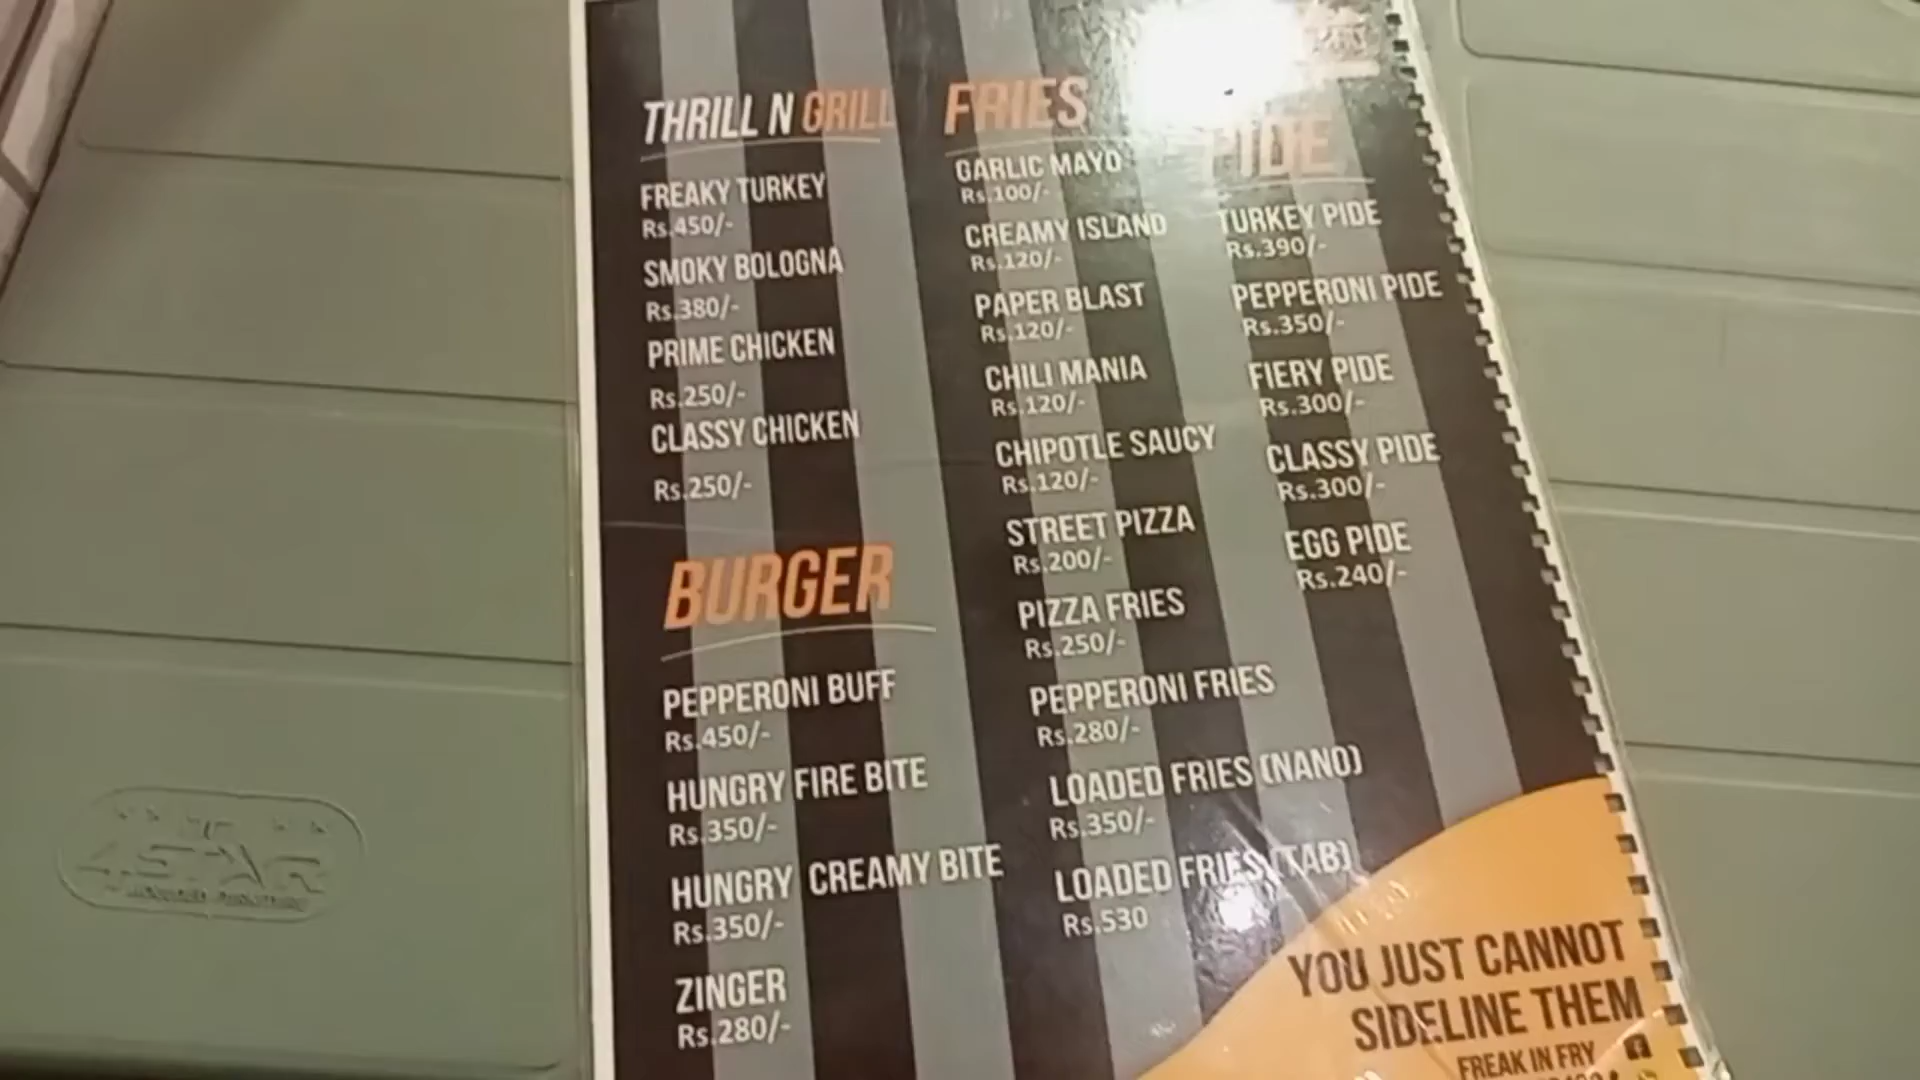 THRILL N GRILL
FREAKY TURKEY
Rs.450/-
SMOKY BOLOGNA
Rs.380/-
PRIME CHICKEN
Rs.250/-
CLASSY CHICKEN
Rs.250/-
BURGER
PEPPERONI BUFF
Rs.450/-
HUNGRY FIRE BITE
Rs.350/-
HUNGRY CREAMY BITE
Rs.350/-
ZINGER
Rs.280/-
FRIES
GARLIC MAYO
Rs.100/-
CREAMY ISLAND
Rs.120/-
PAPER BLAST
Rs.120/-
CHILI MANIA
Rs.120/-
CHIPOTLE SAUCY
Rs.120/-
STREET PIZZA
Rs.200/-
PIZZA FRIES
Rs.250/-
PEPPERONI FRIES
Rs.280/-
LOADED FRIES (NANO)
Rs.350/-
LOADED FRIES (TAB)
Rs.530
PIDE
TURKEY PIDE
Rs.390/-
PEPPERONI PIDE
Rs.350/-
FIERY PIDE
Rs.300/-
CLASSY PIDE
Rs.300/-
EGG PIDE
Rs.240/-
YOU JUST CANNOT
SIDELINE THEM
FREAK IN FRY
4STAR